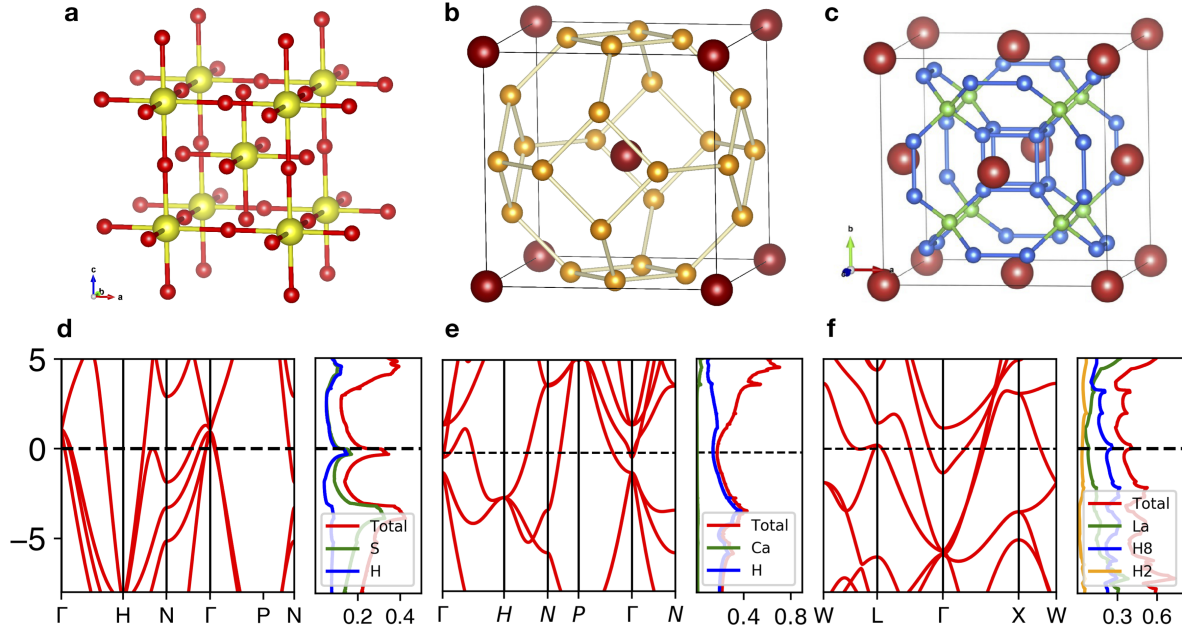 a b c
c
b
a
b
a
d e f
5
0
−5
Total
S
H
Total
Ca
H
Total
La
H8
H2
Γ H N Γ P N 0.2 0.4 Γ H N P Γ N 0.4 0.8 W L Γ X W 0.3 0.6